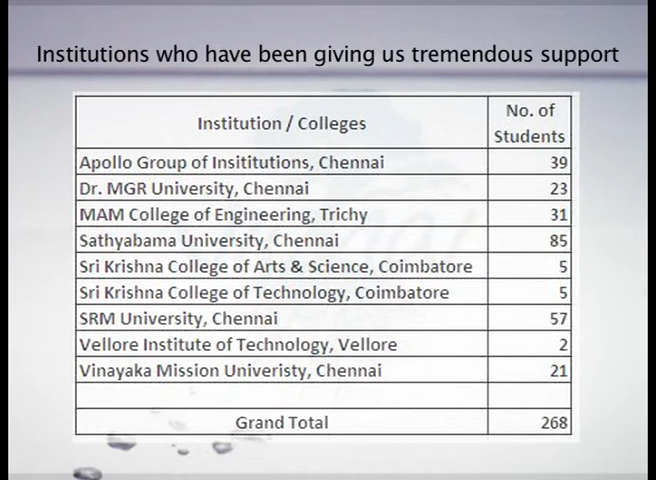 Institutions who have been giving us tremendous support
Institution / Colleges
No. of
Students
Apollo Group of Insititutions, Chennai 39
Dr. MGR University, Chennai 23
MAM College of Engineering, Trichy 31
Sathyabama University, Chennai 85
Sri Krishna College of Arts & Science, Coimbatore 5
Sri Krishna College of Technology, Coimbatore 5
SRM University, Chennai 57
Vellore Institute of Technology, Vellore 2
Vinayaka Mission Univeristy, Chennai 21
Grand Total 268